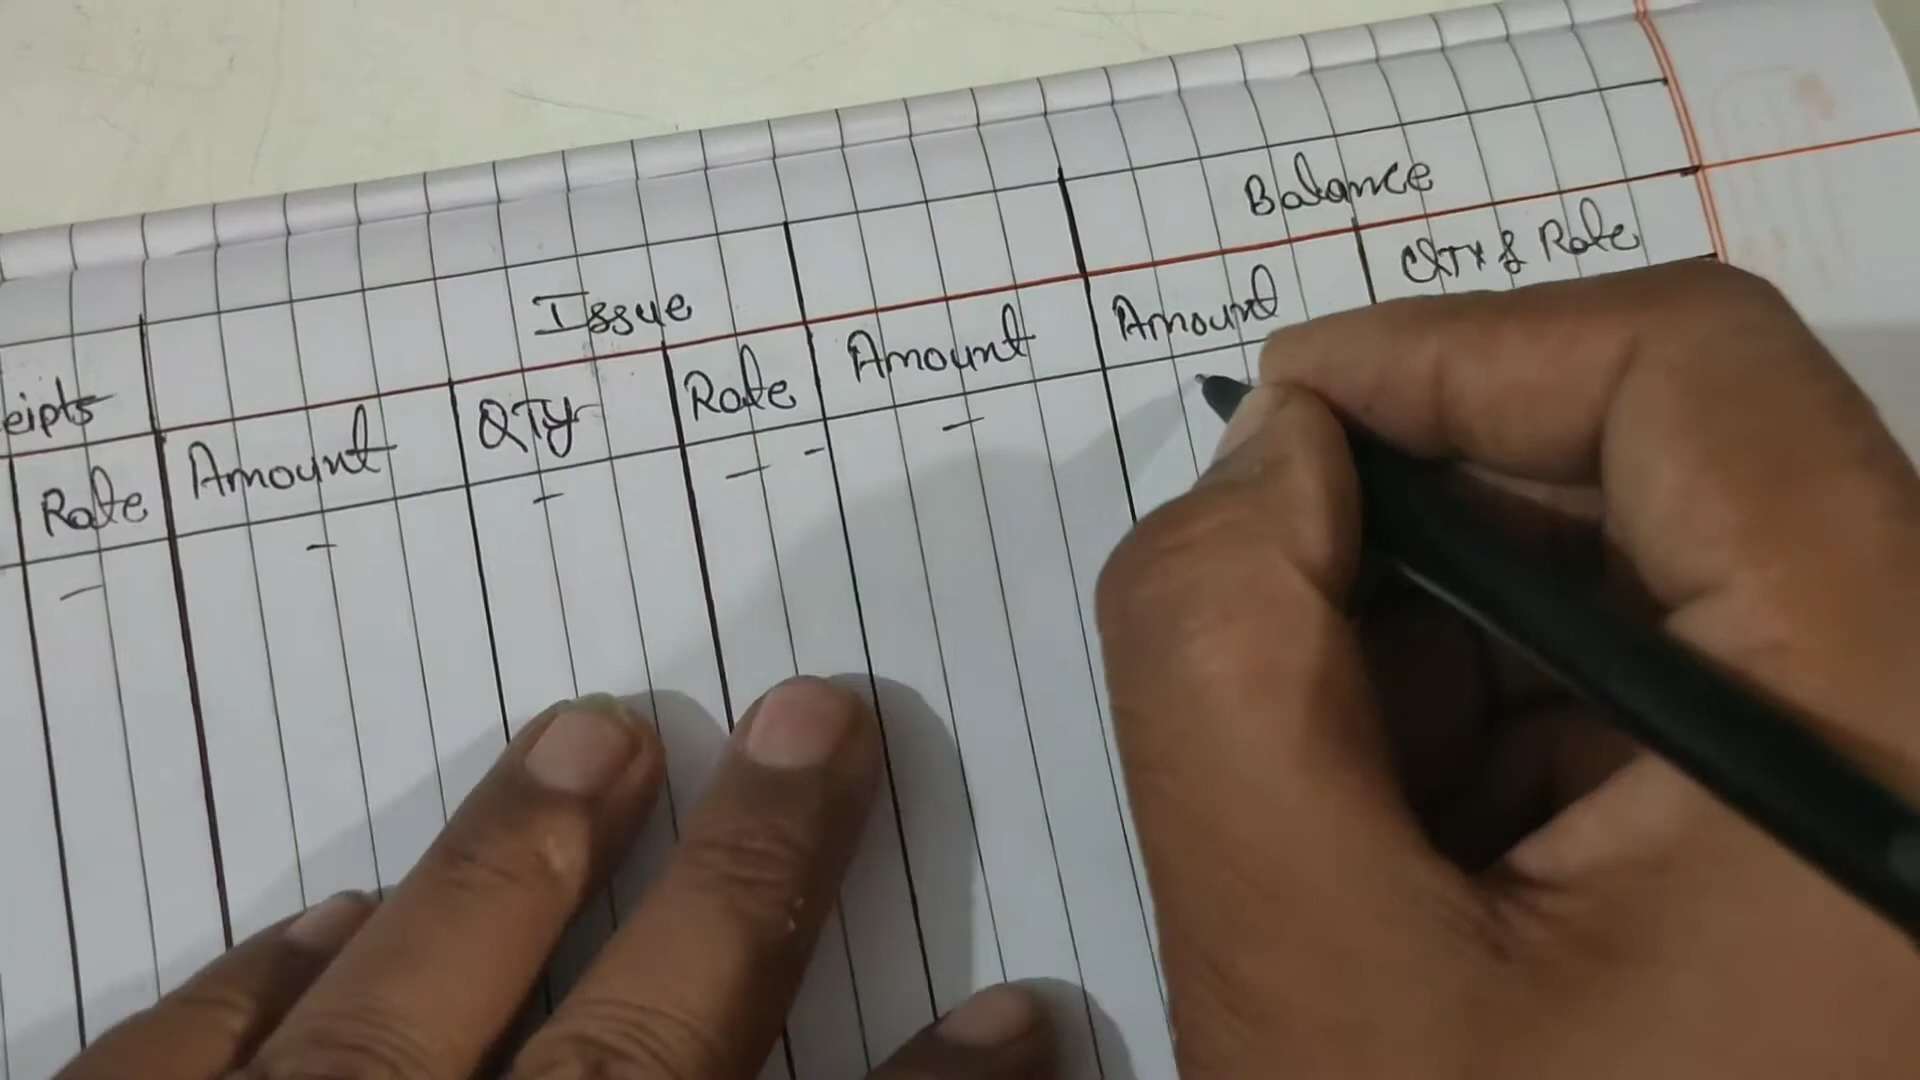 eipts Issue Balance
Rate Amount QTY Rate Amount Amount QTY & Rate
- - - - - -